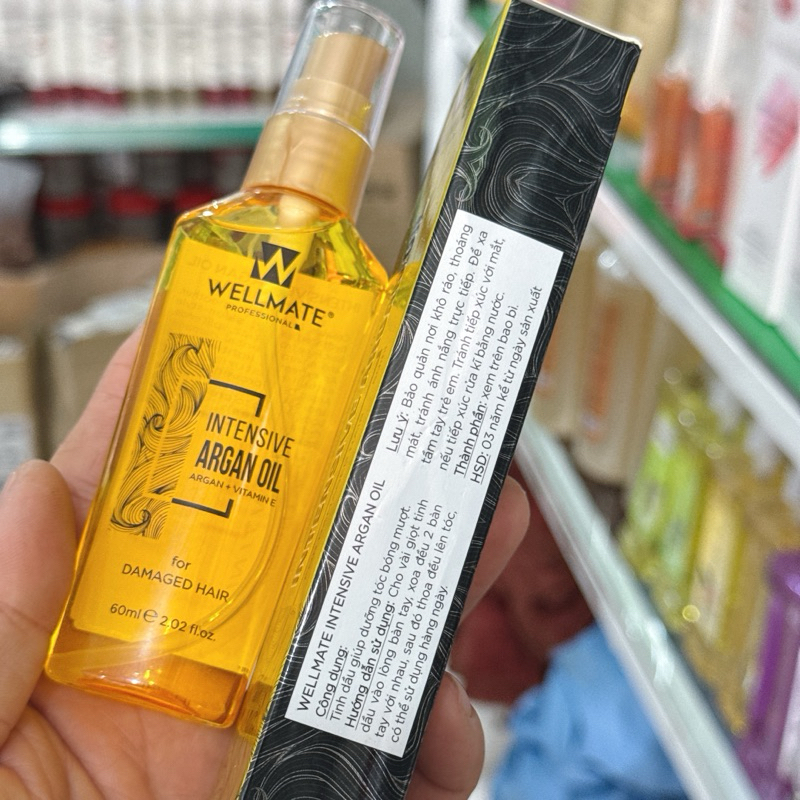 WELLMATE®
PROFESSIONAL
INTENSIVE
ARGAN OIL
ARGAN + VITAMIN E
for
DAMAGED HAIR
60ml e 2.02 fl.oz.
WELLMATE INTENSIVE ARGAN OIL
Công dụng:
Tinh dầu giúp dưỡng tóc bóng mượt.
Hướng dẫn sử dụng: Cho vài giọt tinh
dầu vào lòng bàn tay, xoa đều 2 bàn
tay với nhau, sau đó thoa đều lên tóc,
có thể sử dụng hàng ngày.
Lưu ý: Bảo quản nơi khô ráo, thoáng
mát, tránh ánh nắng trực tiếp. Để xa
tầm tay trẻ em. Tránh tiếp xúc với mắt,
nếu tiếp xúc rửa kĩ bằng nước.
Thành phần: xem trên bao bì.
HSD: 03 năm kể từ ngày sản xuất